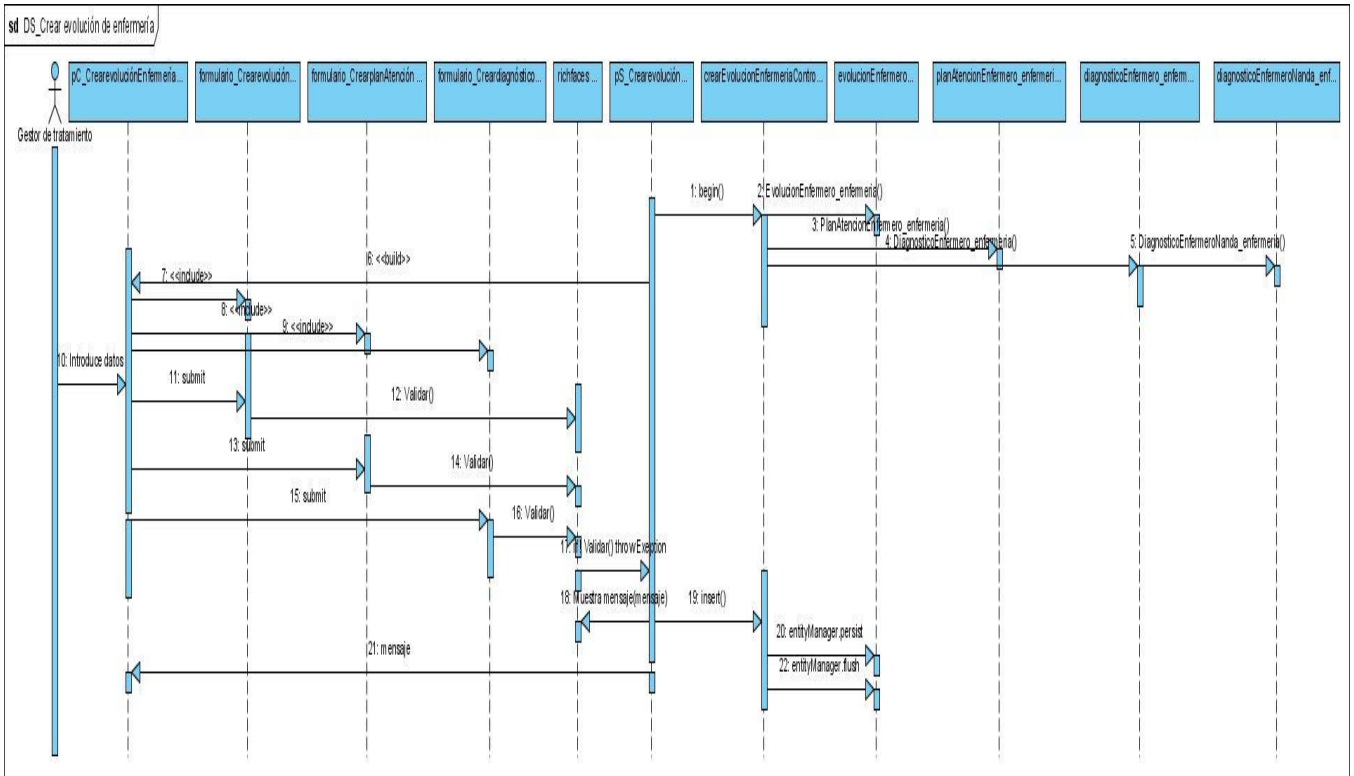 sd DS_Crear evolución de enfermería
pC_CrearevoluciónEnfermería...
formulario_Crearevolución...
formulario_CrearplanAtención ...
formulario_Creardiagnóstico...
richfaces ...
pS_Crearevolución...
crearEvolucionEnfermeriaContro...
evolucionEnfermero...
planAtencionEnfermero_enfermeri...
diagnosticoEnfermero_enferm...
diagnosticoEnfermeroNanda_enf...
Gestor de tratamiento
1: begin()
2: EvolucionEnfermero_enfermeria()
3: PlanAtencionEnfermero_enfermeria()
4: DiagnosticoEnfermero_enfermeria()
5: DiagnosticoEnfermeroNanda_enfermeria()
6: <<build>>
7: <<include>>
8: <<include>>
9: <<include>>
10: Introduce datos
11: submit
12: Validar()
13: submit
14: Validar()
15: submit
16: Validar()
17: Validar() throw Exeption
18: Muestra mensaje(mensaje)
19: insert()
20: entityManager.persist
21: mensaje
22: entityManager.flush